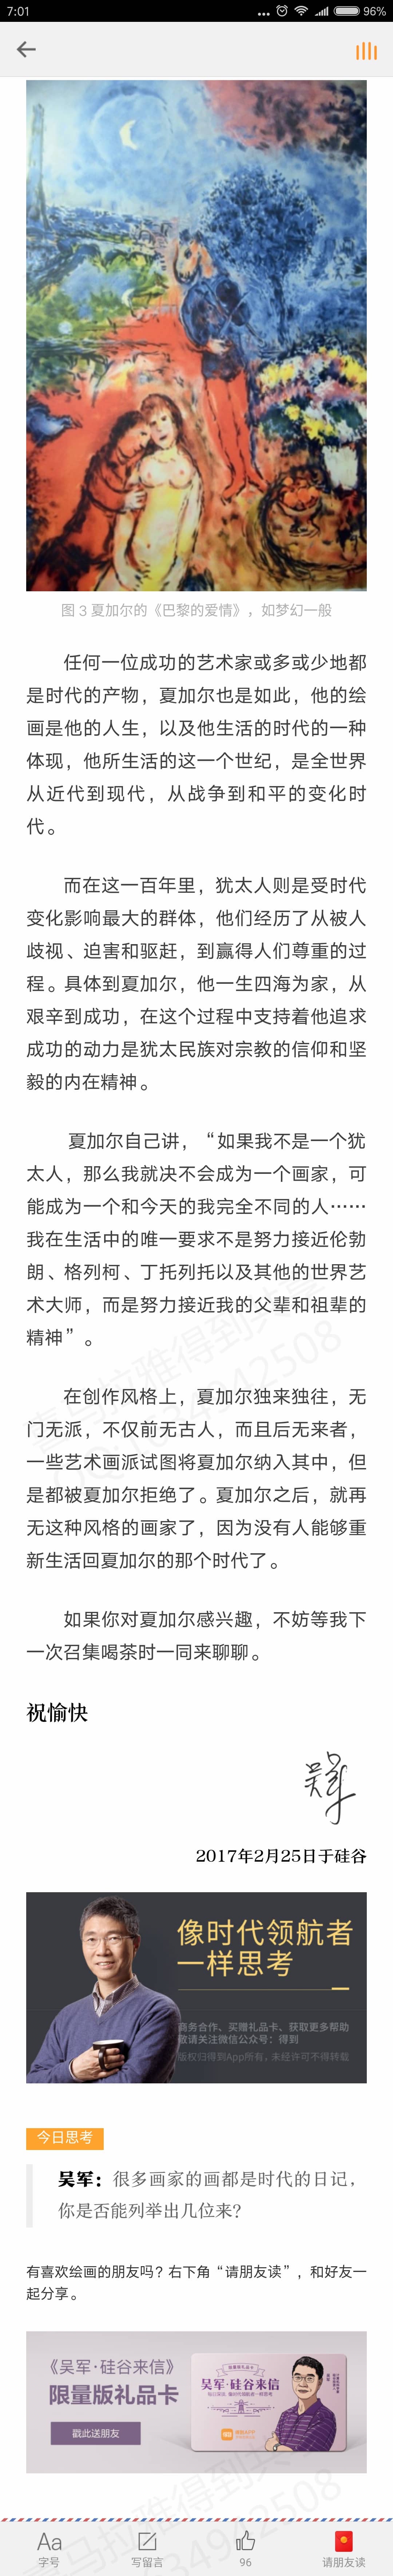 7:01
96%
图 3 夏加尔的《巴黎的爱情》，如梦幻一般
任何一位成功的艺术家或多或少地都
是时代的产物，夏加尔也是如此，他的绘
画是他的人生，以及他生活的时代的一种
体现，他所生活的这一个世纪，是全世界
从近代到现代，从战争到和平的变化时
代。
而在这一百年里，犹太人则是受时代
变化影响最大的群体，他们经历了从被人
歧视、迫害和驱赶，到赢得人们尊重的过
程。具体到夏加尔，他一生四海为家，从
艰辛到成功，在这个过程中支持着他追求
成功的动力是犹太民族对宗教的信仰和坚
毅的内在精神。
夏加尔自己讲，“如果我不是一个犹
太人，那么我就决不会成为一个画家，可
能成为一个和今天的我完全不同的人……
我在生活中的唯一要求不是努力接近伦勃
朗、格列柯、丁托列托以及其他的世界艺
术大师，而是努力接近我的父辈和祖辈的
精神”。
在创作风格上，夏加尔独来独往，无
门无派，不仅前无古人，而且后无来者，
一些艺术画派试图将夏加尔纳入其中，但
是都被夏加尔拒绝了。夏加尔之后，就再
无这种风格的画家了，因为没有人能够重
新生活回夏加尔的那个时代了。
如果你对夏加尔感兴趣，不妨等我下
一次召集喝茶时一同来聊聊。
祝愉快
吴军
2017年2月25日于硅谷
像时代领航者
一样思考
商务合作、买赠礼品卡、获取更多帮助
敬请关注微信公众号：得到
版权归得到App所有，未经许可不得转载
今日思考
吴军：很多画家的画都是时代的日记，
你是否能列举出几位来？
有喜欢绘画的朋友吗？右下角“请朋友读”，和好友一
起分享。
《吴军·硅谷来信》
限量版礼品卡
戳此送朋友
吴军·硅谷来信
Aa
字号
写留言
96
请朋友读